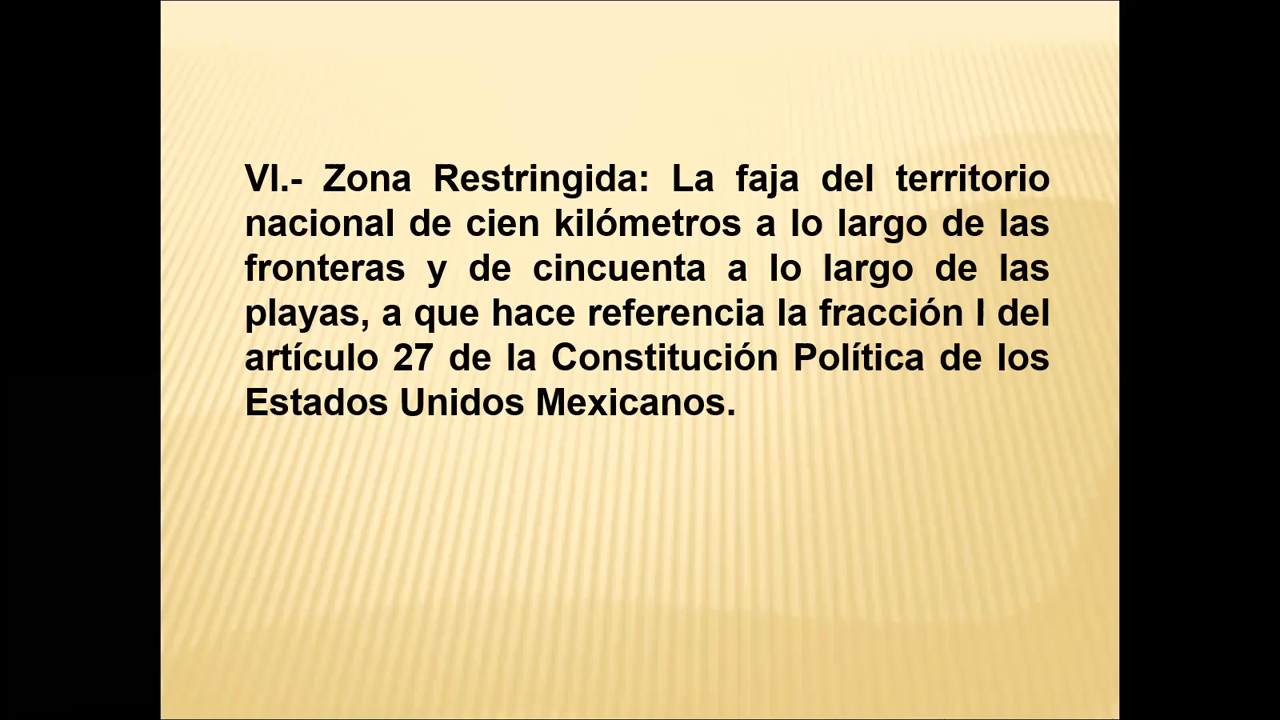 VI.- Zona Restringida: La faja del territorio
nacional de cien kilómetros a lo largo de las
fronteras y de cincuenta a lo largo de las
playas, a que hace referencia la fracción I del
artículo 27 de la Constitución Política de los
Estados Unidos Mexicanos.